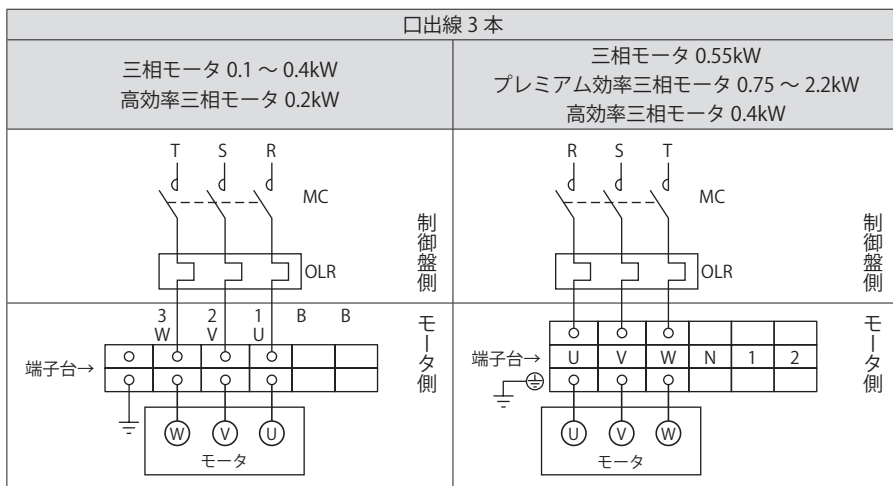 口出線 3 本
三相モータ 0.1 ～ 0.4kW
高効率三相モータ 0.2kW
三相モータ 0.55kW
プレミアム効率三相モータ 0.75 ～ 2.2kW
高効率三相モータ 0.4kW
T S R
MC
OLR
制御盤側
3 2 1 B B
W V U
端子台→
W V U
モータ
モータ側
R S T
MC
OLR
制御盤側
端子台→ U V W N 1 2
U V W
モータ
モータ側